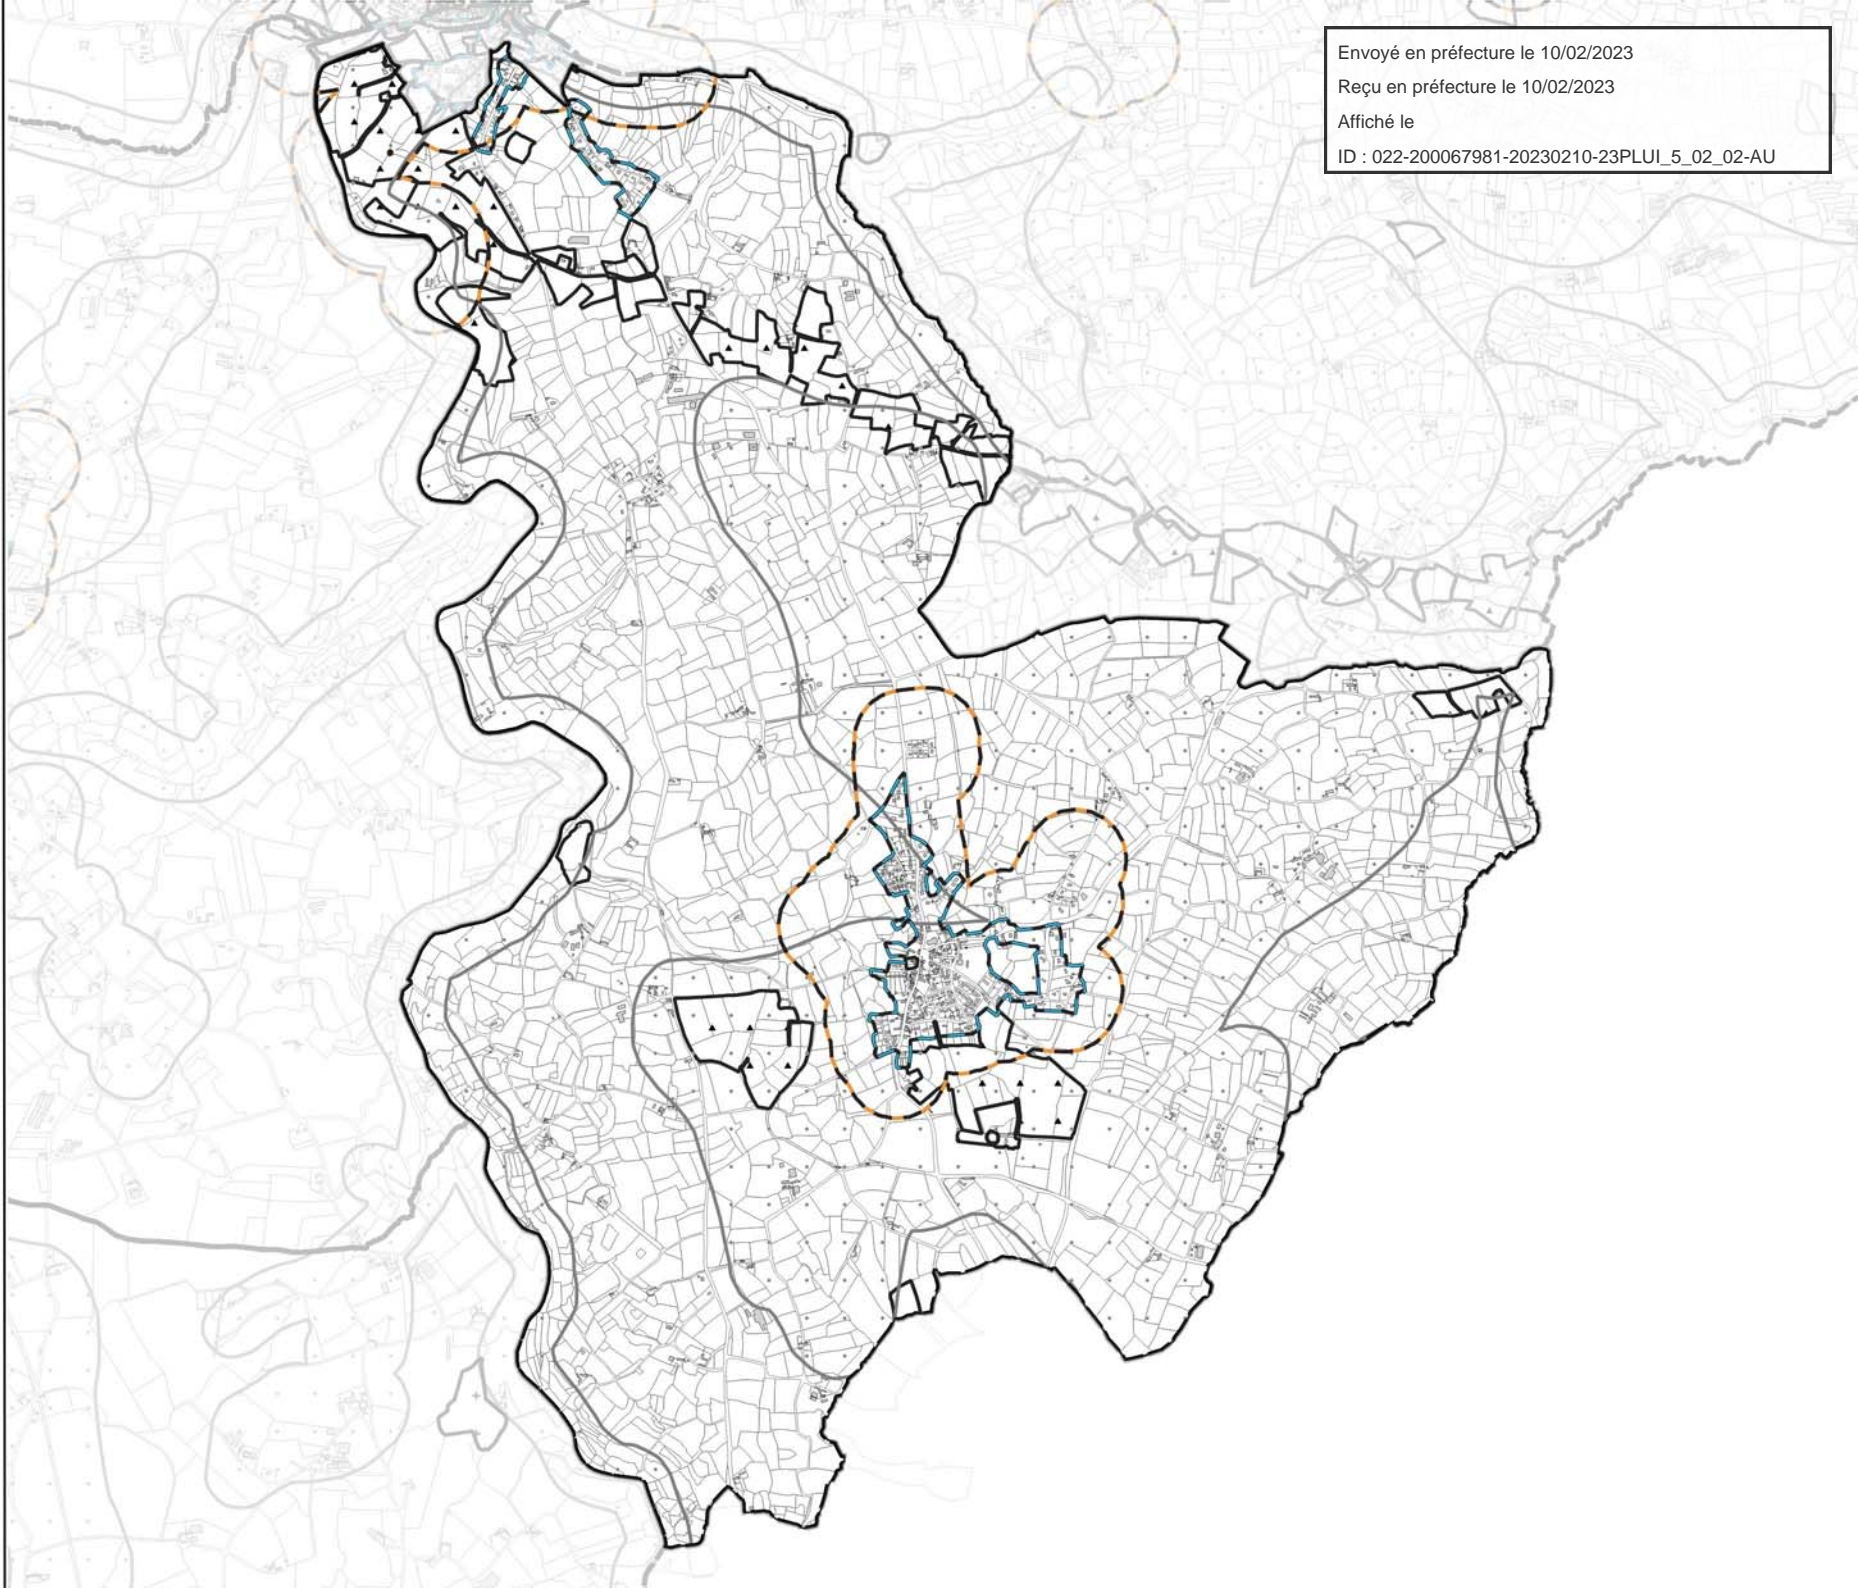 Envoyé en préfecture le 10/02/2023
Reçu en préfecture le 10/02/2023
Affiché le
ID : 022-200067981-20230210-23PLUI_5_02_02-AU